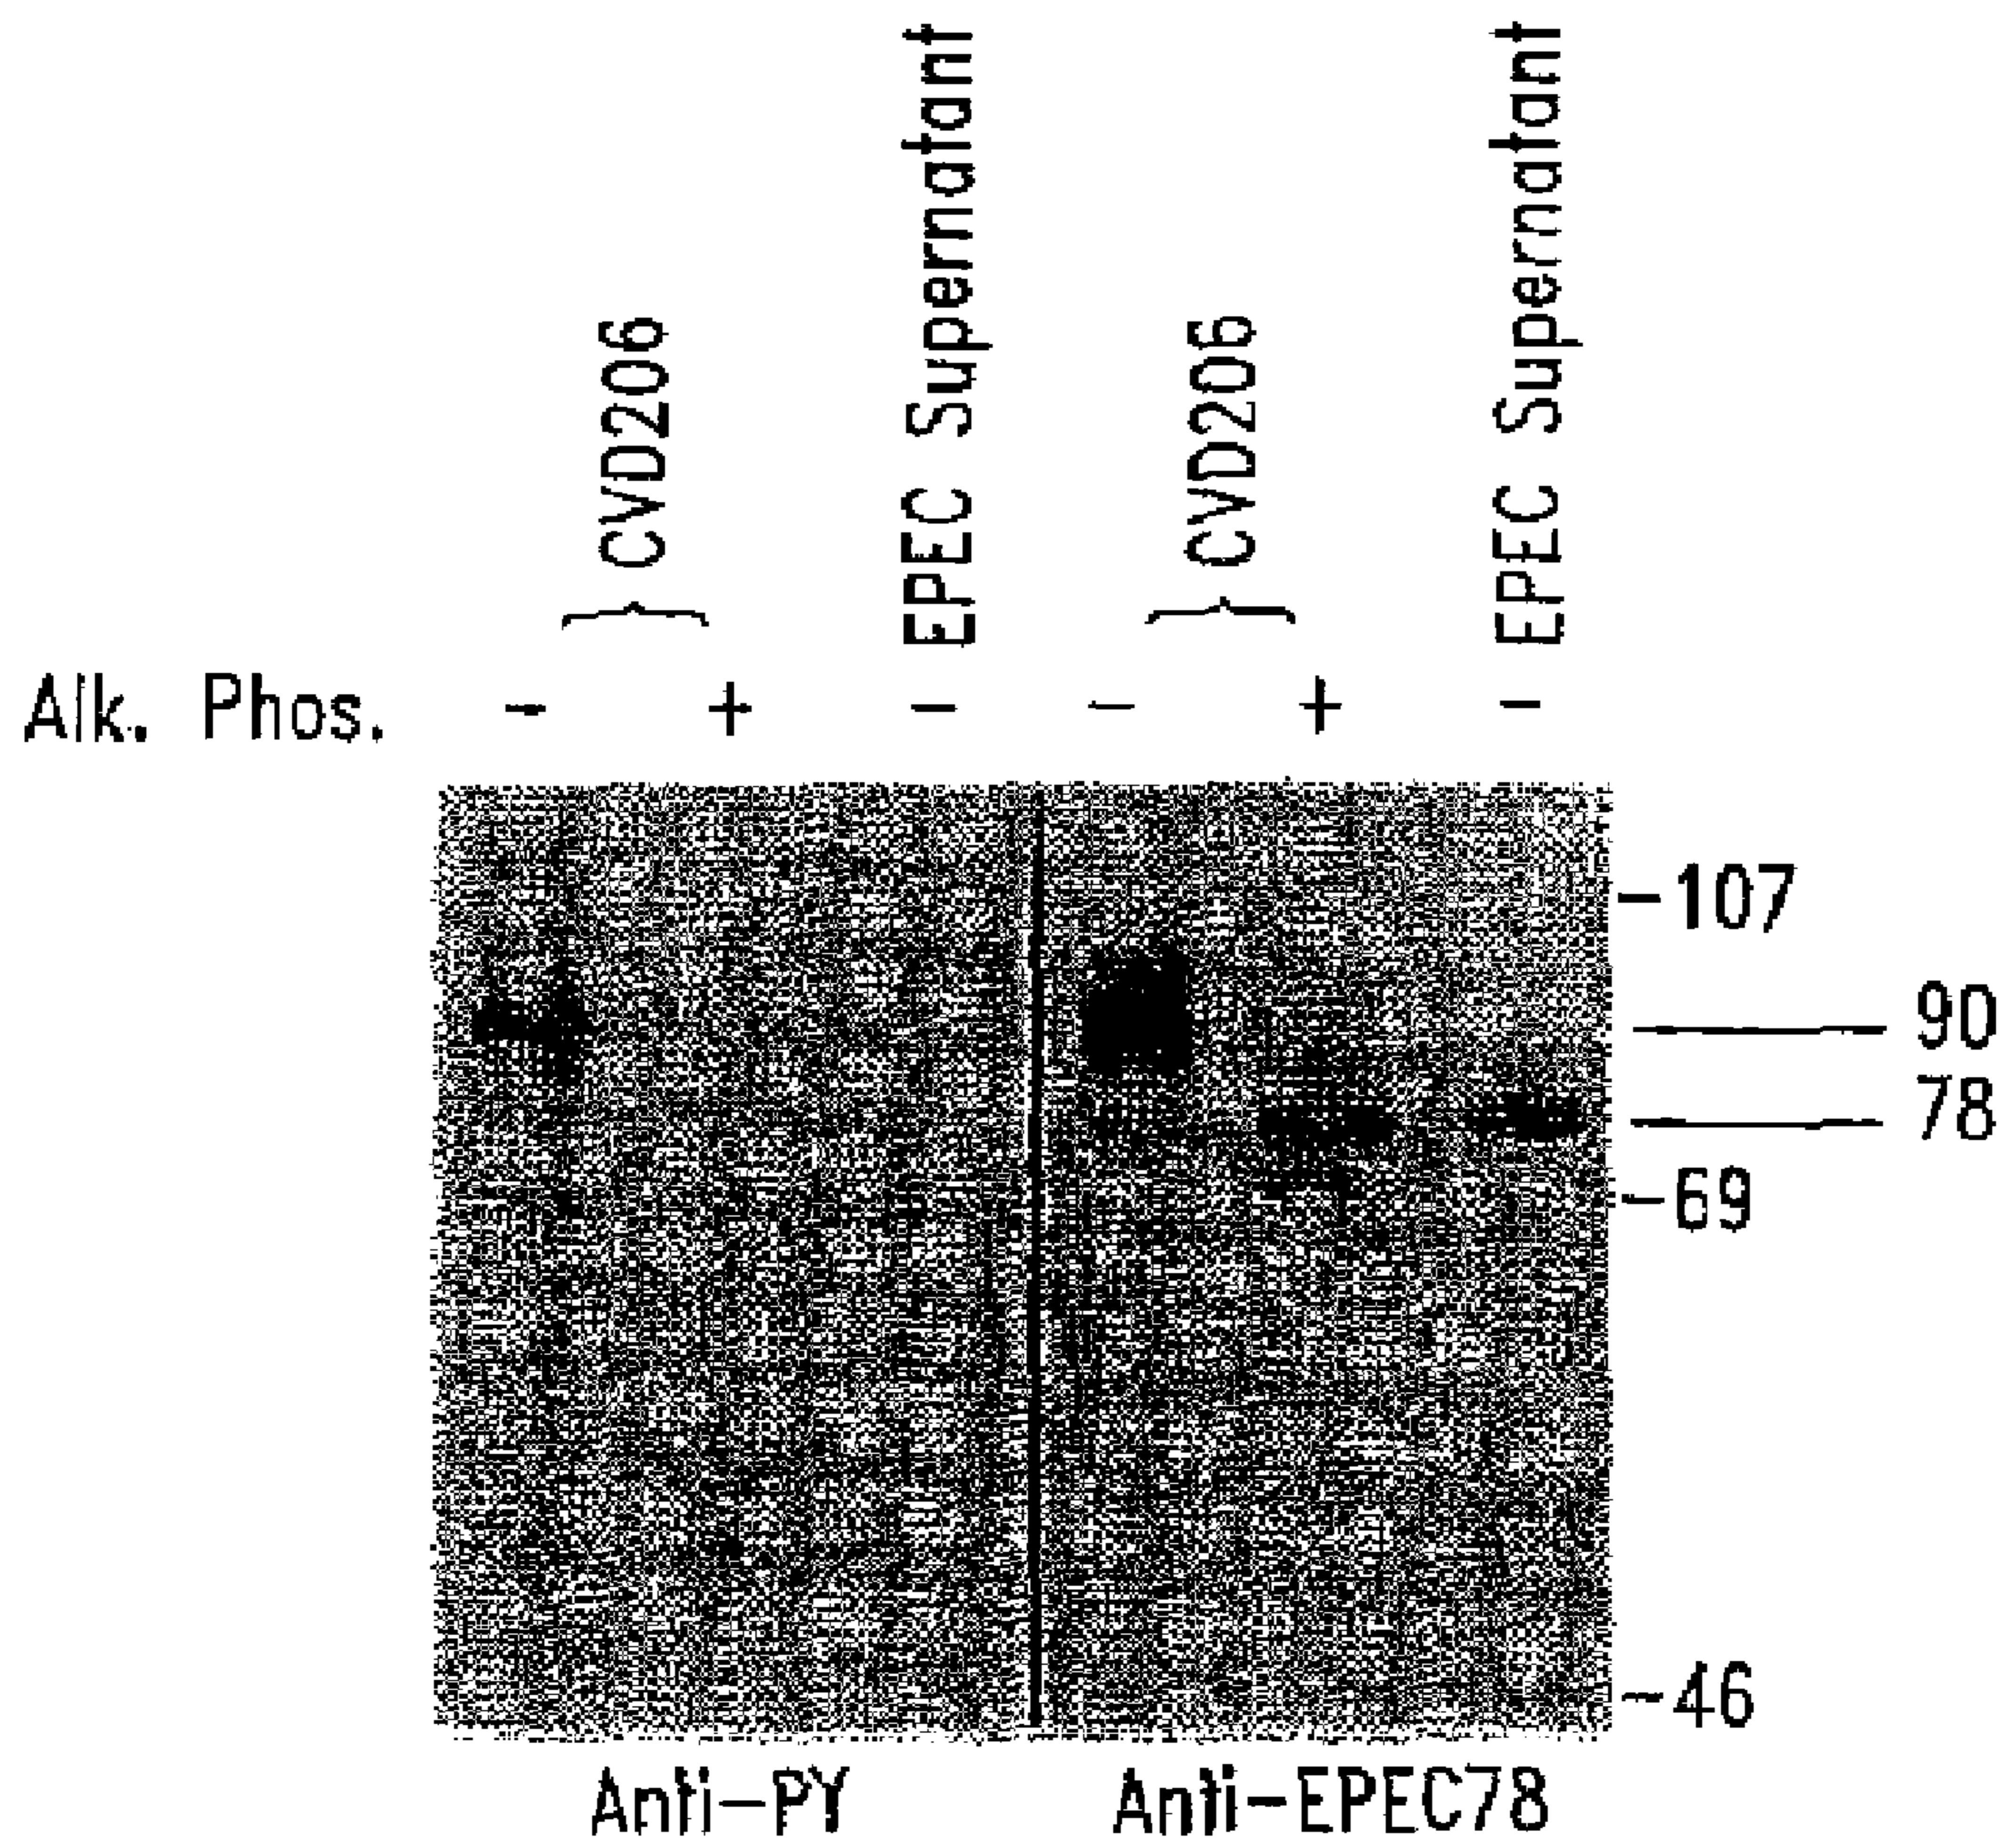 CVD206
EPEC Supernatant
CVD206
EPEC Supernatant
Alk. Phos. - + - - + -
-107
90
78
-69
-46
Anti-PY
Anti-EPEC78